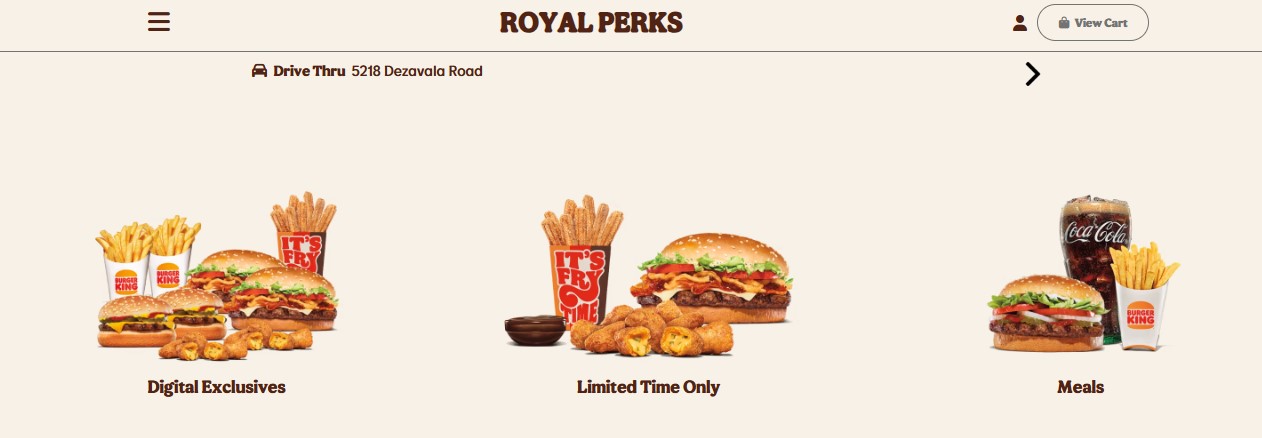 ROYAL PERKS
View Cart
Drive Thru 5218 Dezavala Road
BURGER
KING
BURGER
KING
IT'S
FRY
IT'S
FRY
TIME
Coca-Cola
BURGER
KING
Digital Exclusives
Limited Time Only
Meals